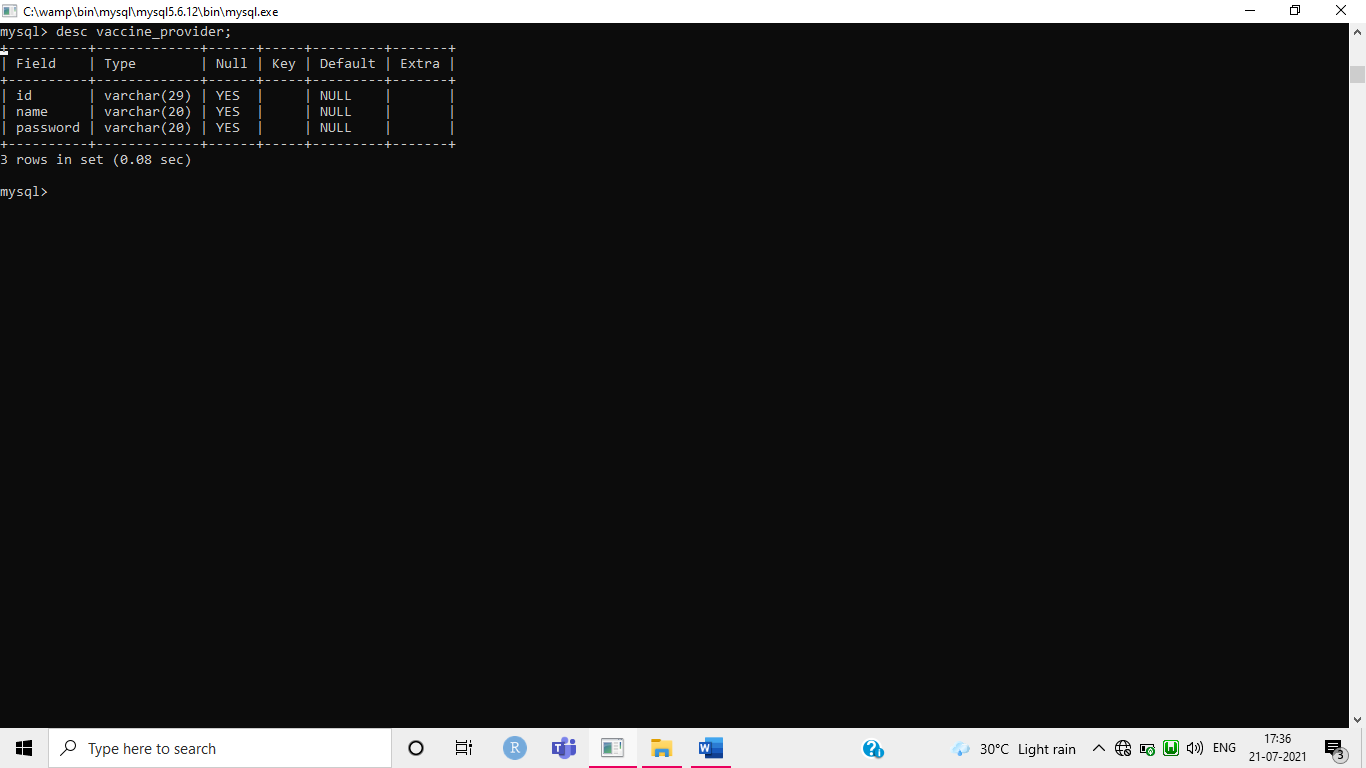 C:\wamp\bin\mysql\mysql5.6.12\bin\mysql.exe
mysql> desc vaccine_provider;
+----------+-------------+------+-----+---------+-------+
| Field    | Type        | Null | Key | Default | Extra |
+----------+-------------+------+-----+---------+-------+
| id       | varchar(29) | YES  |     | NULL    |       |
| name     | varchar(20) | YES  |     | NULL    |       |
| password | varchar(20) | YES  |     | NULL    |       |
+----------+-------------+------+-----+---------+-------+
3 rows in set (0.08 sec)
mysql>
Type here to search
R
T
W
?
30°C Light rain
W
ENG
17:36
21-07-2021
3